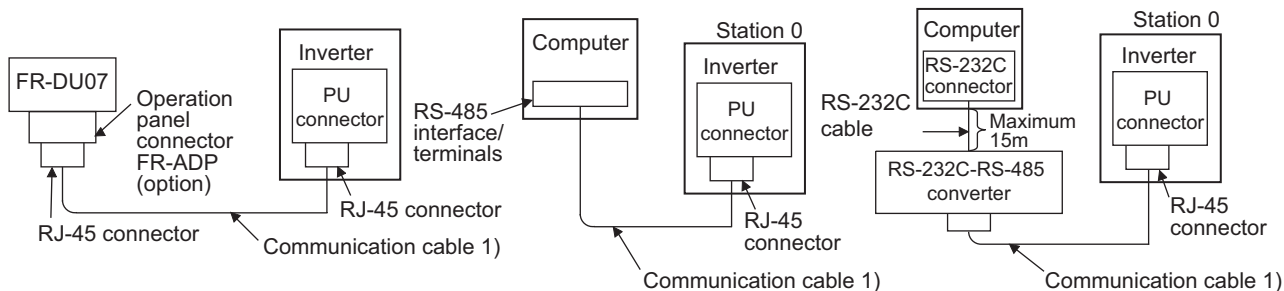 FR-DU07
Operation
panel
connector
FR-ADP
(option)
RJ-45 connector
Inverter
PU
connector
RJ-45 connector
Communication cable 1)
Computer
RS-485
interface/
terminals
Station 0
Inverter
PU
connector
RJ-45
connector
Communication cable 1)
Computer
RS-232C
connector
RS-232C
cable
Maximum
15m
RS-232C-RS-485
converter
Station 0
Inverter
PU
connector
RJ-45
connector
Communication cable 1)